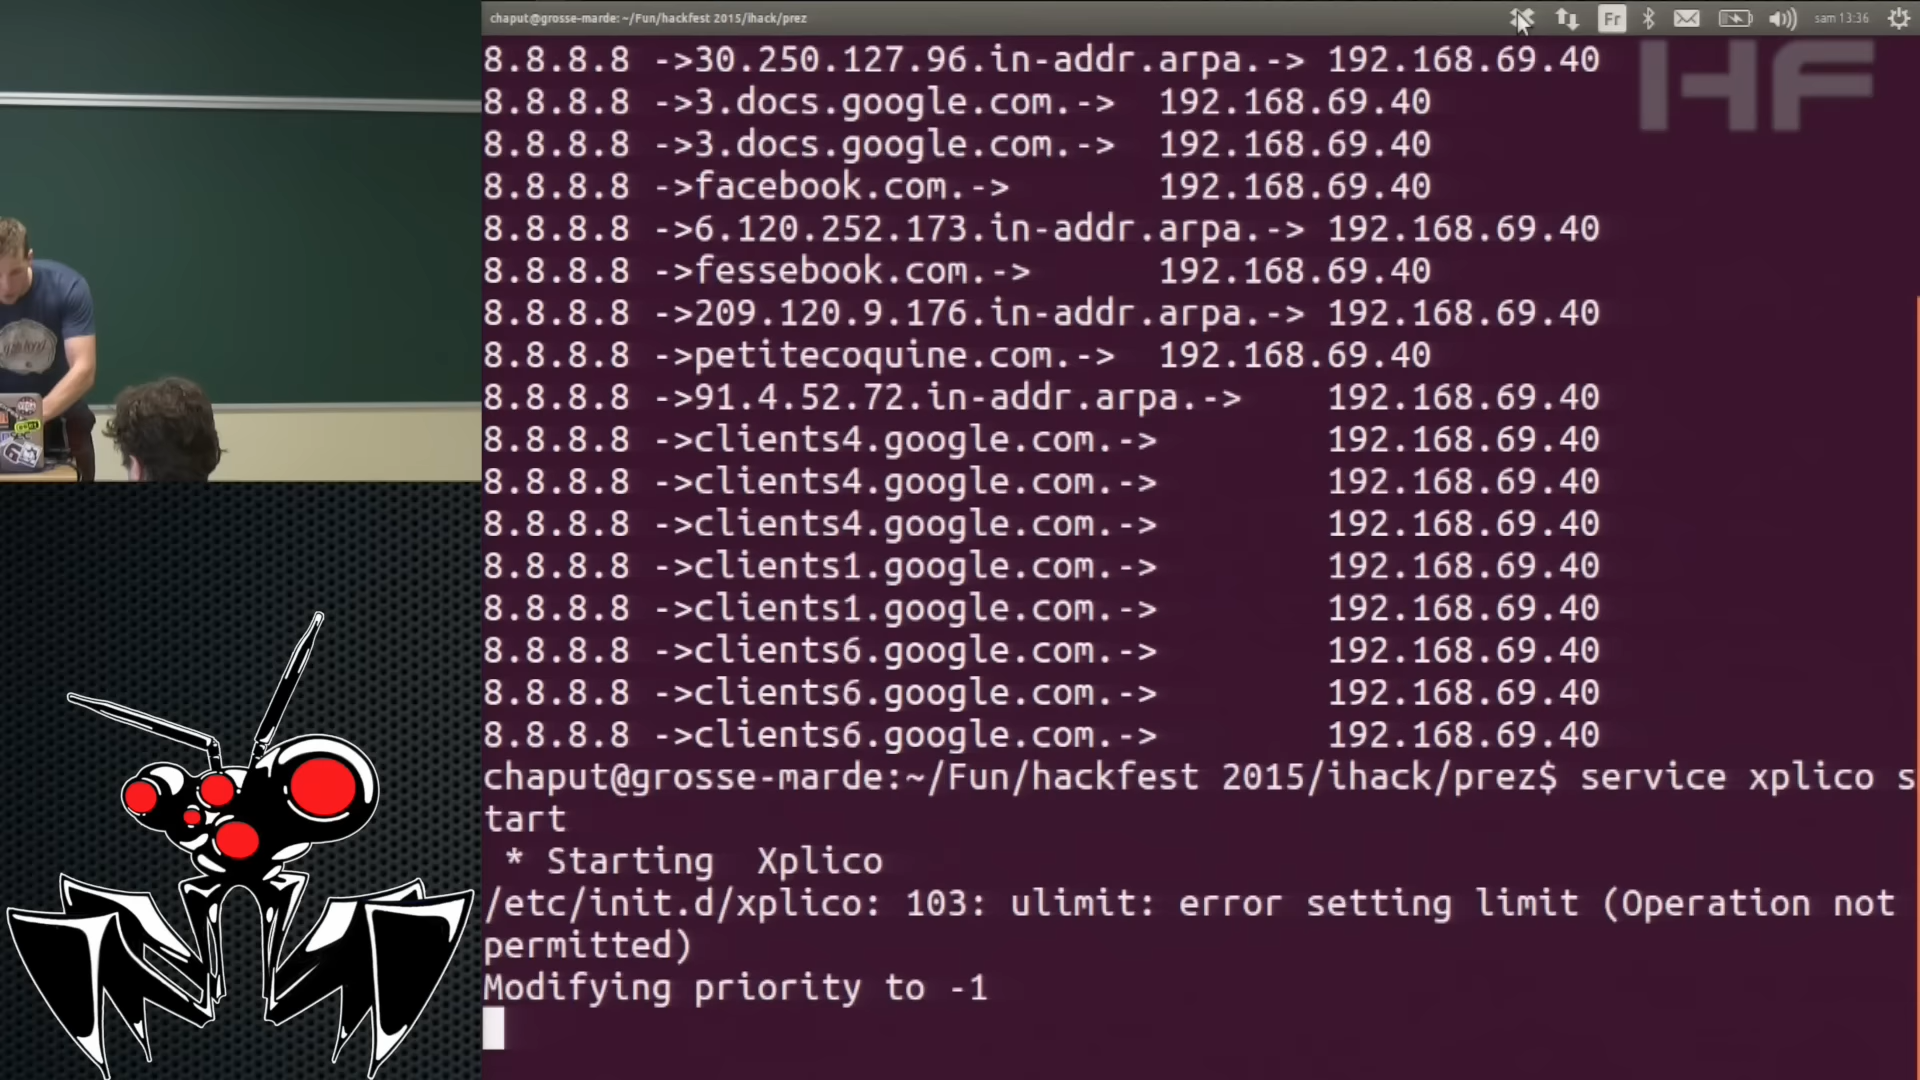 chaput@grosse-marde: ~/Fun/hackfest 2015/ihack/prez
Fr
sam 13:36
HF
8.8.8.8 ->30.250.127.96.in-addr.arpa.-> 192.168.69.40
8.8.8.8 ->3.docs.google.com.-> 192.168.69.40
8.8.8.8 ->3.docs.google.com.-> 192.168.69.40
8.8.8.8 ->facebook.com.-> 192.168.69.40
8.8.8.8 ->6.120.252.173.in-addr.arpa.-> 192.168.69.40
8.8.8.8 ->fessebook.com.-> 192.168.69.40
8.8.8.8 ->209.120.9.176.in-addr.arpa.-> 192.168.69.40
8.8.8.8 ->petitecoquine.com.-> 192.168.69.40
8.8.8.8 ->91.4.52.72.in-addr.arpa.-> 192.168.69.40
8.8.8.8 ->clients4.google.com.-> 192.168.69.40
8.8.8.8 ->clients4.google.com.-> 192.168.69.40
8.8.8.8 ->clients4.google.com.-> 192.168.69.40
8.8.8.8 ->clients1.google.com.-> 192.168.69.40
8.8.8.8 ->clients1.google.com.-> 192.168.69.40
8.8.8.8 ->clients6.google.com.-> 192.168.69.40
8.8.8.8 ->clients6.google.com.-> 192.168.69.40
8.8.8.8 ->clients6.google.com.-> 192.168.69.40
chaput@grosse-marde:~/Fun/hackfest 2015/ihack/prez$ service xplico s
tart
* Starting Xplico
/etc/init.d/xplico: 103: ulimit: error setting limit (Operation not
permitted)
Modifying priority to -1